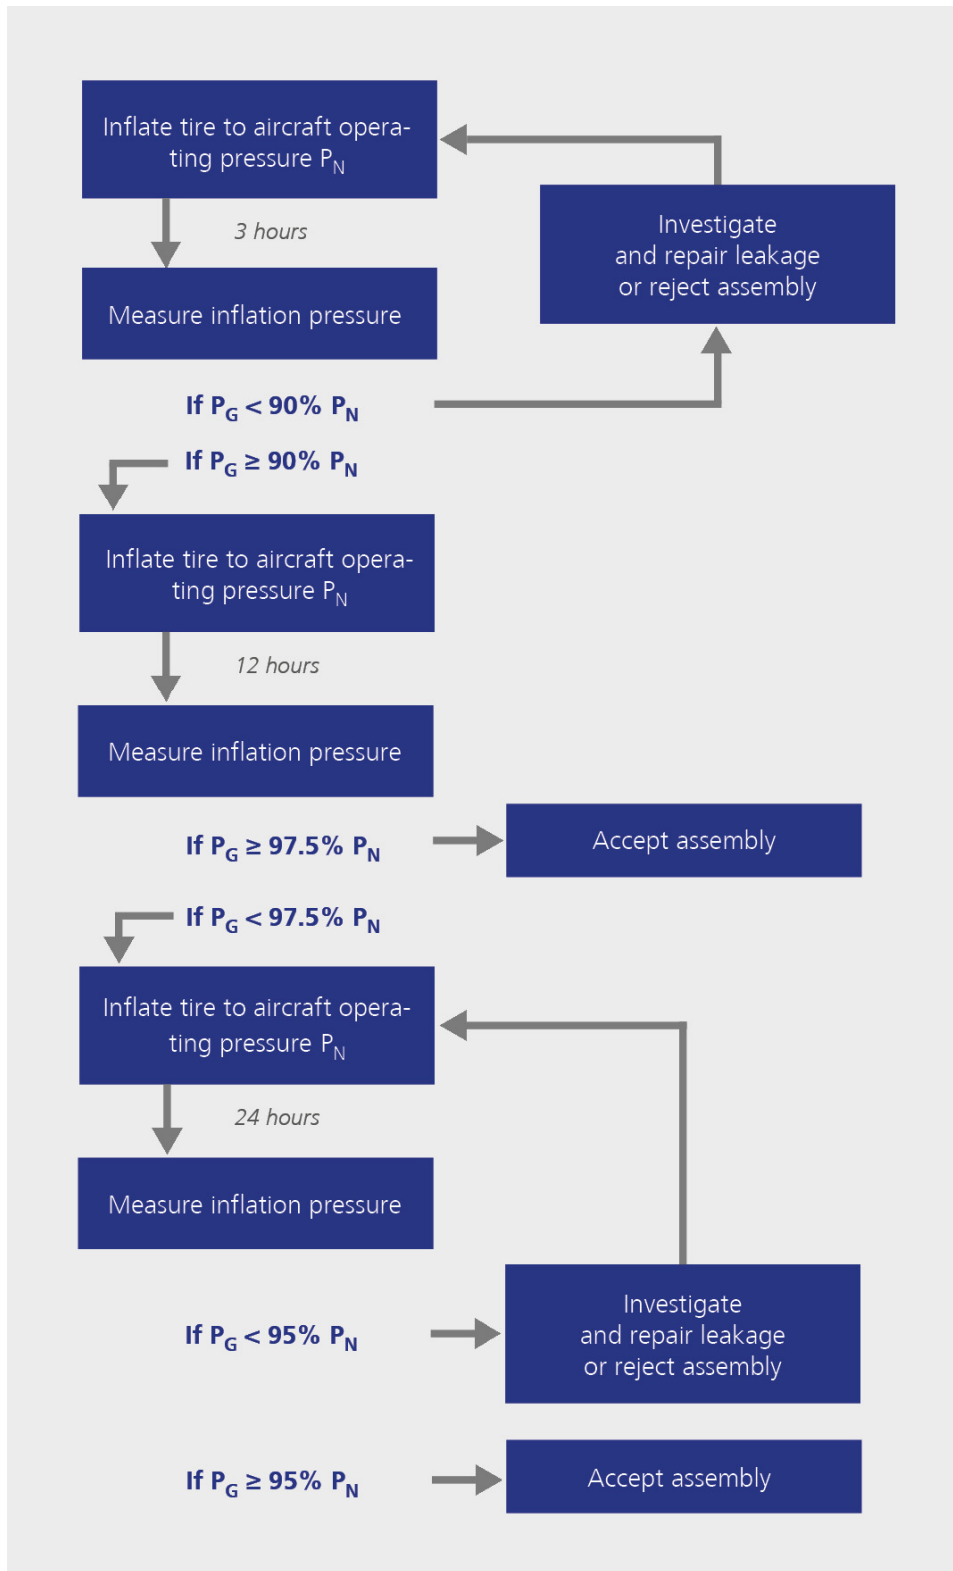 Inflate tire to aircraft opera-
ting pressure PN
3 hours
Measure inflation pressure
Investigate
and repair leakage
or reject assembly
If PG < 90% PN
If PG ≥ 90% PN
Inflate tire to aircraft opera-
ting pressure PN
12 hours
Measure inflation pressure
If PG ≥ 97.5% PN
Accept assembly
If PG < 97.5% PN
Inflate tire to aircraft opera-
ting pressure PN
24 hours
Measure inflation pressure
If PG < 95% PN
Investigate
and repair leakage
or reject assembly
If PG ≥ 95% PN
Accept assembly